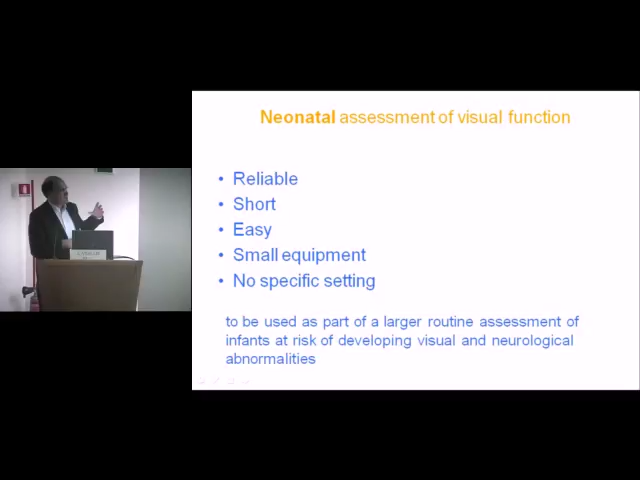 Neonatal assessment of visual function
• Reliable
• Short
• Easy
• Small equipment
• No specific setting
to be used as part of a larger routine assessment of
infants at risk of developing visual and neurological
abnormalities